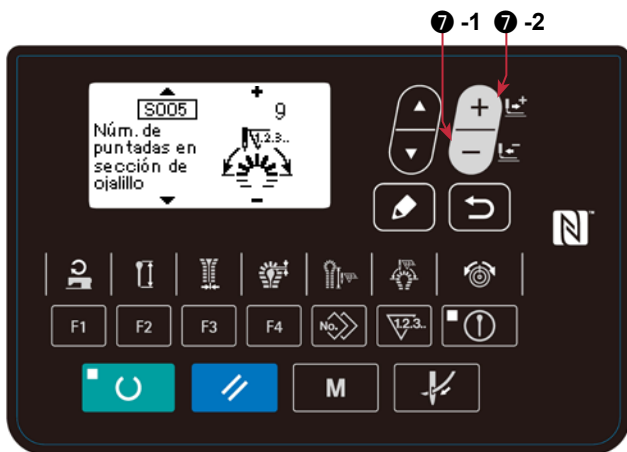 ❼ -1 ❼ -2
S005
+
9
Núm. de
puntadas en
sección de
ojalillo
1.2.3..
−
+
−
N™
F1
F2
F3
F4
No.
1.2.3..
M